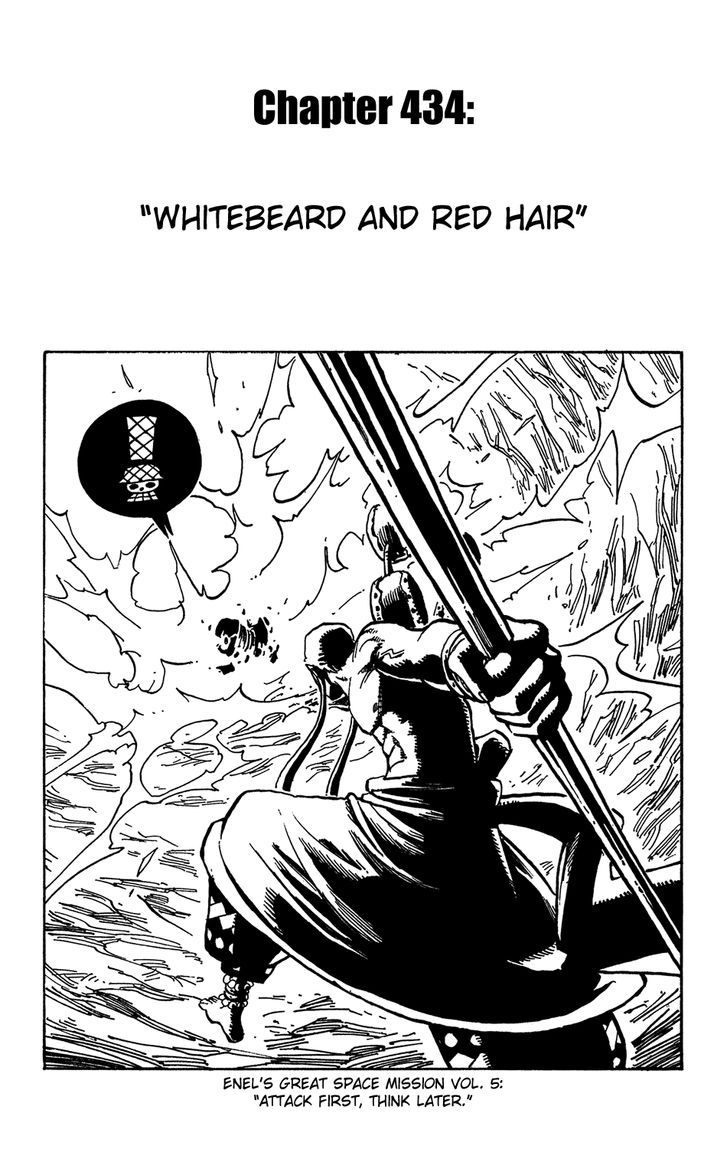 Chapter 434:
"WHITEBEARD AND RED HAIR"
ENEL'S GREAT SPACE MISSION VOL. 5:
"ATTACK FIRST, THINK LATER."